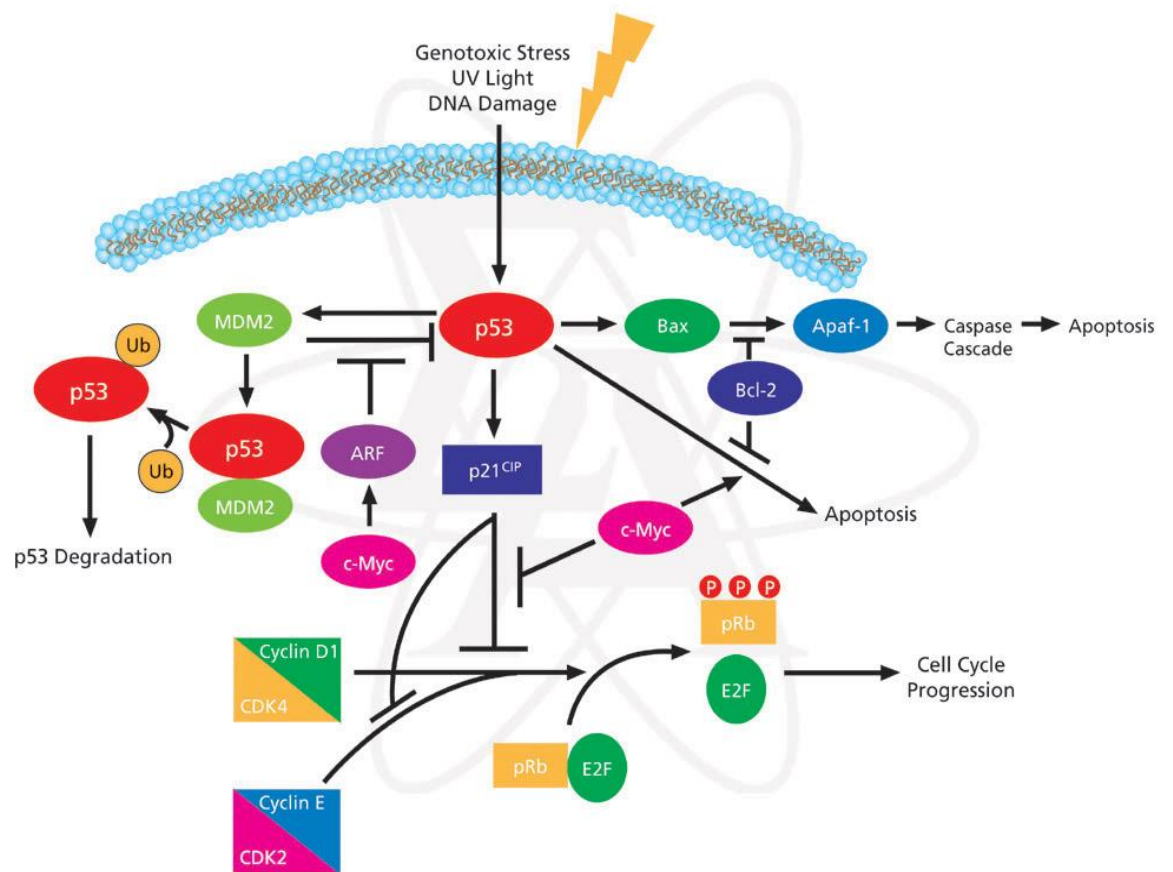 Genotoxic Stress
UV Light
DNA Damage
MDM2
p53
Bax
Apaf-1
Caspase
Cascade
Apoptosis
Ub
p53
Bcl-2
p53
Ub
MDM2
ARF
p21CIP
c-Myc
c-Myc
Apoptosis
p53 Degradation
P P P
pRb
E2F
Cell Cycle
Progression
Cyclin D1
CDK4
pRb
E2F
Cyclin E
CDK2